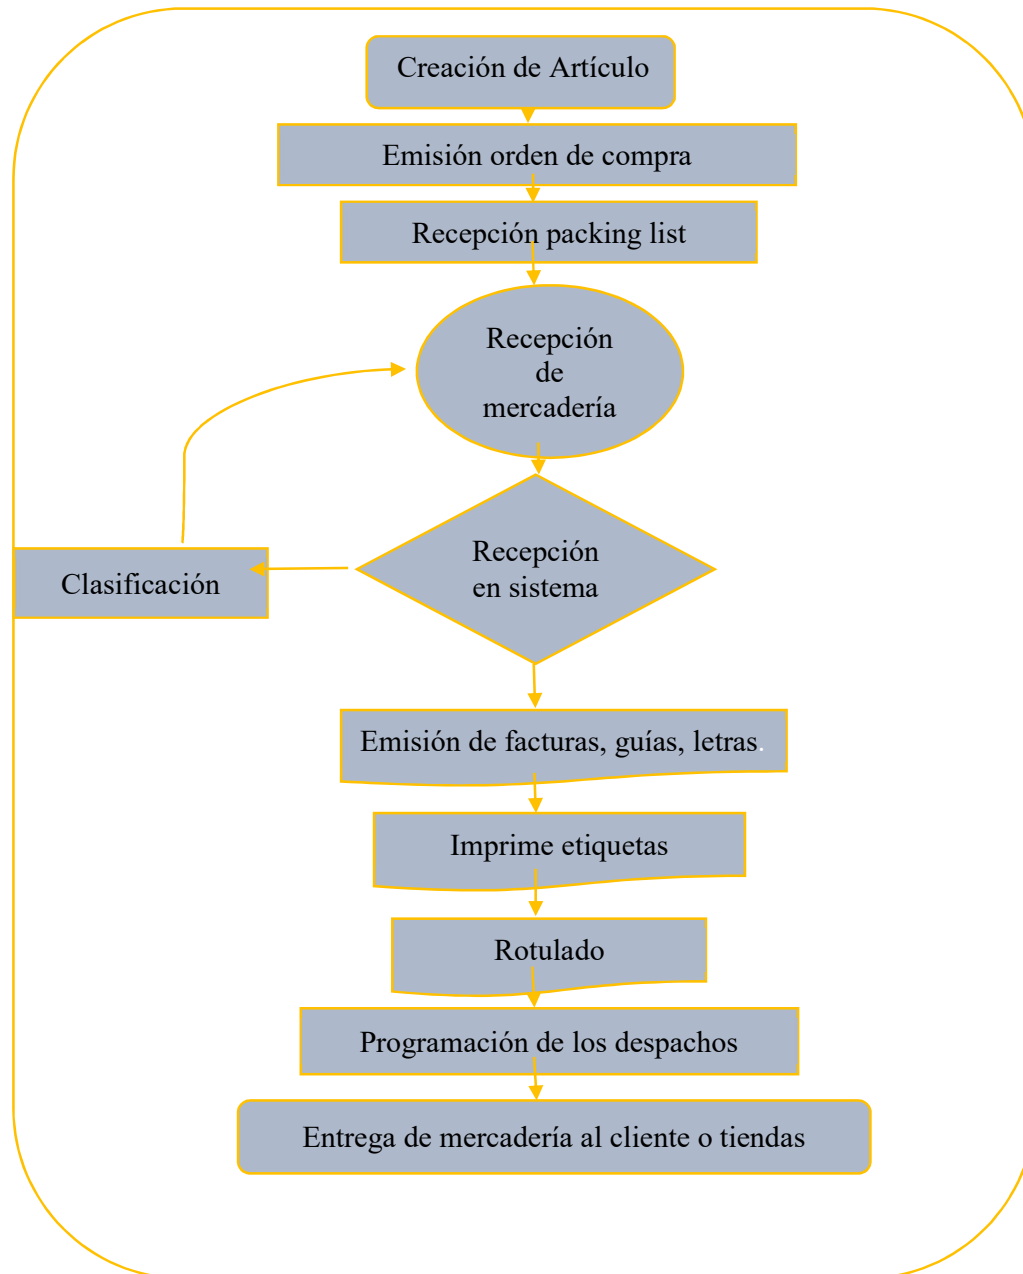 Creación de Artículo
Emisión orden de compra
Recepción packing list
Recepción
de
mercadería
Recepción
en sistema
Clasificación
Emisión de facturas, guías, letras.
Imprime etiquetas
Rotulado
Programación de los despachos
Entrega de mercadería al cliente o tiendas